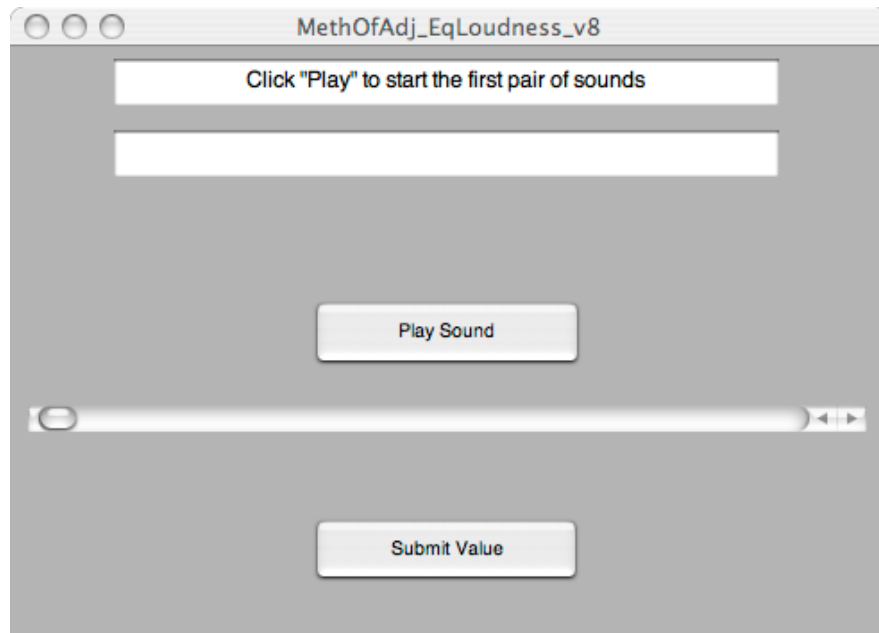 MethOfAdj_EqLoudness_v8
Click "Play" to start the first pair of sounds
Play Sound
Submit Value